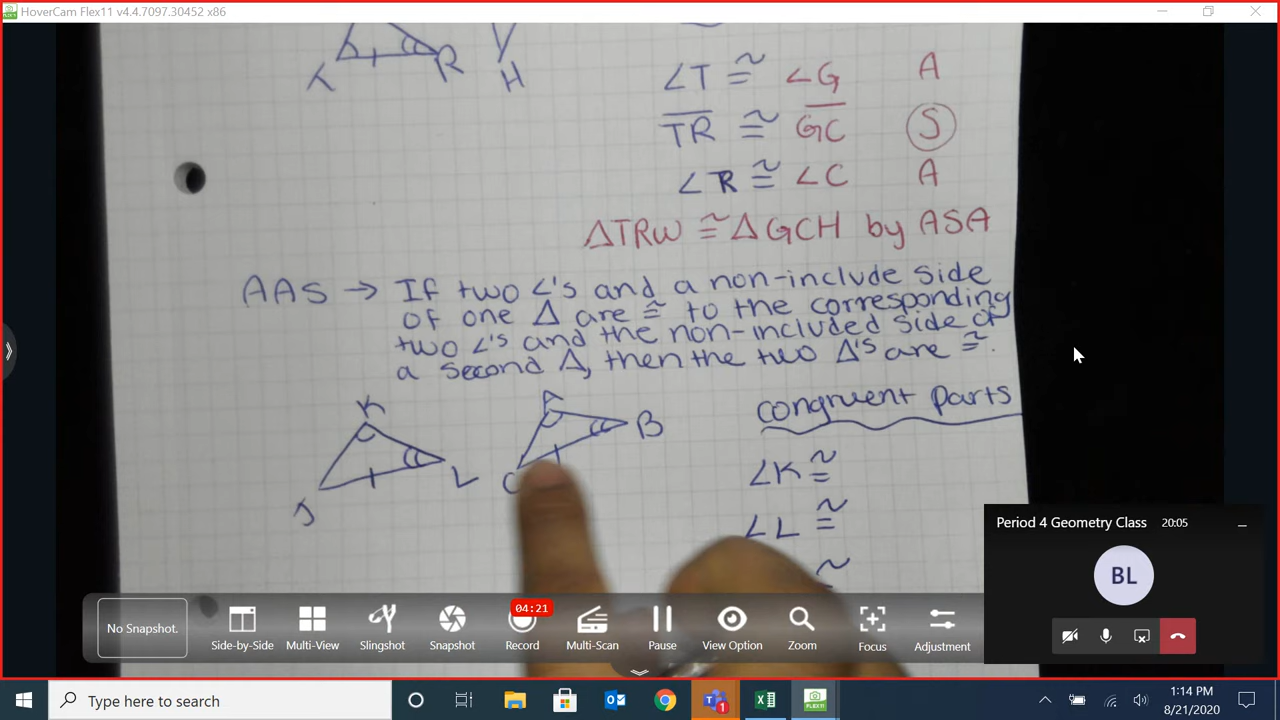 HoverCam Flex11 v4.4.7097.30452 x86
R
H
∠T ≅ ∠G A
TR ≅ GC S
∠R ≅ ∠C A
ΔTRW ≅ ΔGCH by ASA
AAS → If two ∠'s and a non-include side
of one Δ are ≅ to the corresponding
two ∠'s and the non-included side of
a second Δ, then the two Δ's are ≅.
K
B
J
L
C
congruent parts
∠K ≅
∠L ≅
≅
Period 4 Geometry Class 20:05
BL
No Snapshot.
04:21
Side-by-Side Multi-View Slingshot Snapshot Record Multi-Scan Pause View Option Zoom Focus Adjustment
Type here to search
1
FLEX11
1:14 PM
8/21/2020